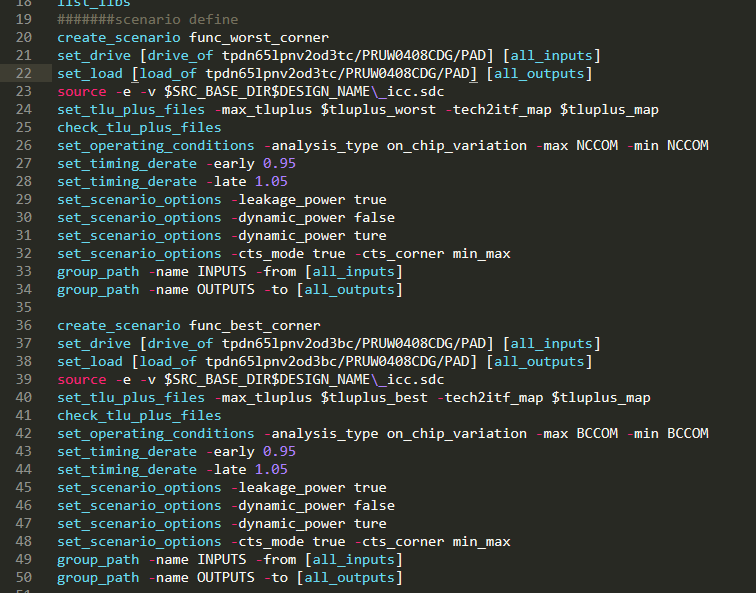 18 list_libs
19 #######scenario define
20 create_scenario func_worst_corner
21 set_drive [drive_of tpdn65lpnv2od3tc/PRUW0408CDG/PAD] [all_inputs]
22 set_load [load_of tpdn65lpnv2od3tc/PRUW0408CDG/PAD] [all_outputs]
23 source -e -v $SRC_BASE_DIR$DESIGN_NAME\_icc.sdc
24 set_tlu_plus_files -max_tluplus $tluplus_worst -tech2itf_map $tluplus_map
25 check_tlu_plus_files
26 set_operating_conditions -analysis_type on_chip_variation -max NCCOM -min NCCOM
27 set_timing_derate -early 0.95
28 set_timing_derate -late 1.05
29 set_scenario_options -leakage_power true
30 set_scenario_options -dynamic_power false
31 set_scenario_options -dynamic_power ture
32 set_scenario_options -cts_mode true -cts_corner min_max
33 group_path -name INPUTS -from [all_inputs]
34 group_path -name OUTPUTS -to [all_outputs]
35
36 create_scenario func_best_corner
37 set_drive [drive_of tpdn65lpnv2od3bc/PRUW0408CDG/PAD] [all_inputs]
38 set_load [load_of tpdn65lpnv2od3bc/PRUW0408CDG/PAD] [all_outputs]
39 source -e -v $SRC_BASE_DIR$DESIGN_NAME\_icc.sdc
40 set_tlu_plus_files -max_tluplus $tluplus_best -tech2itf_map $tluplus_map
41 check_tlu_plus_files
42 set_operating_conditions -analysis_type on_chip_variation -max BCCOM -min BCCOM
43 set_timing_derate -early 0.95
44 set_timing_derate -late 1.05
45 set_scenario_options -leakage_power true
46 set_scenario_options -dynamic_power false
47 set_scenario_options -dynamic_power ture
48 set_scenario_options -cts_mode true -cts_corner min_max
49 group_path -name INPUTS -from [all_inputs]
50 group_path -name OUTPUTS -to [all_outputs]